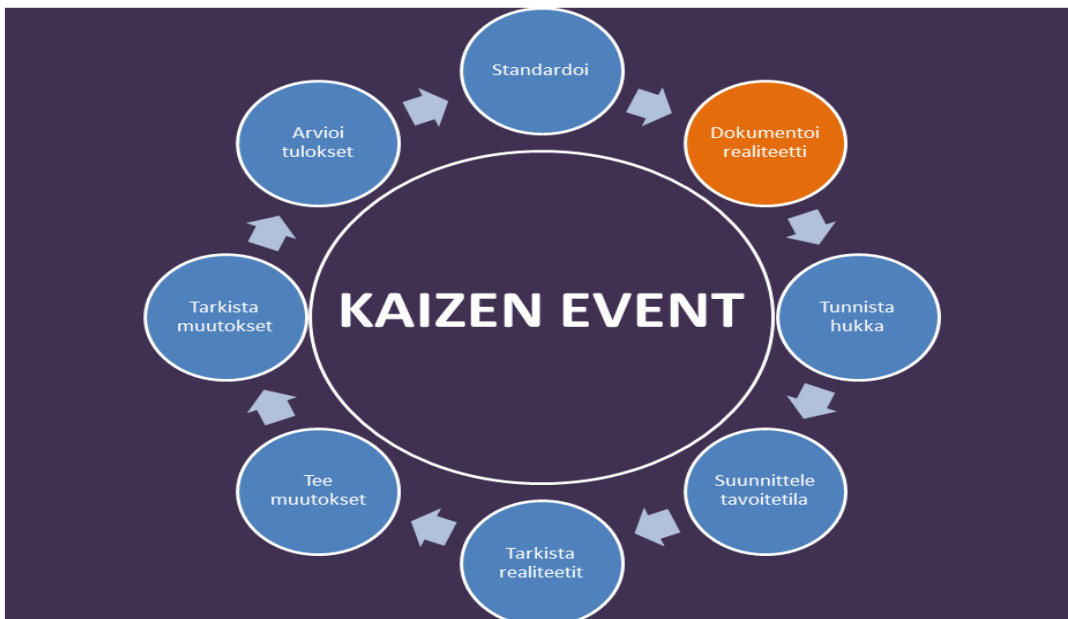 Standardoi
Dokumentoi
realiteetti
Tunnista
hukka
Suunnittele
tavoitetila
Tarkista
realiteetit
Tee
muutokset
Tarkista
muutokset
Arvioi
tulokset
KAIZEN EVENT